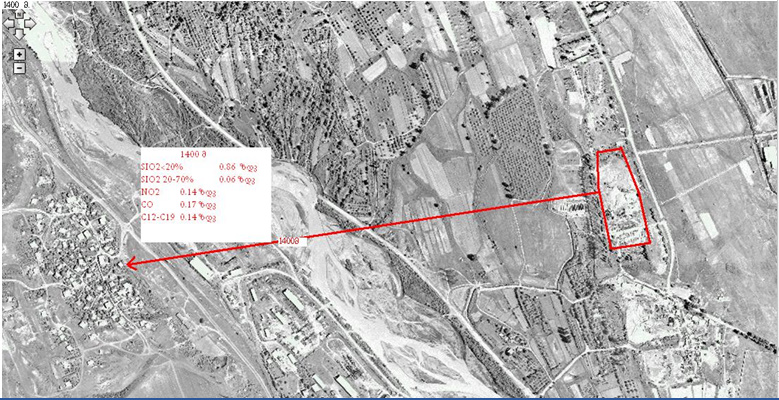 1400 მ
1400 მ
SIO2<20% 0.86 ზდკ
SIO2 20-70% 0.06 ზდკ
NO2 0.14 ზდკ
CO 0.17 ზდკ
C12-C19 0.14 ზდკ
1400მ